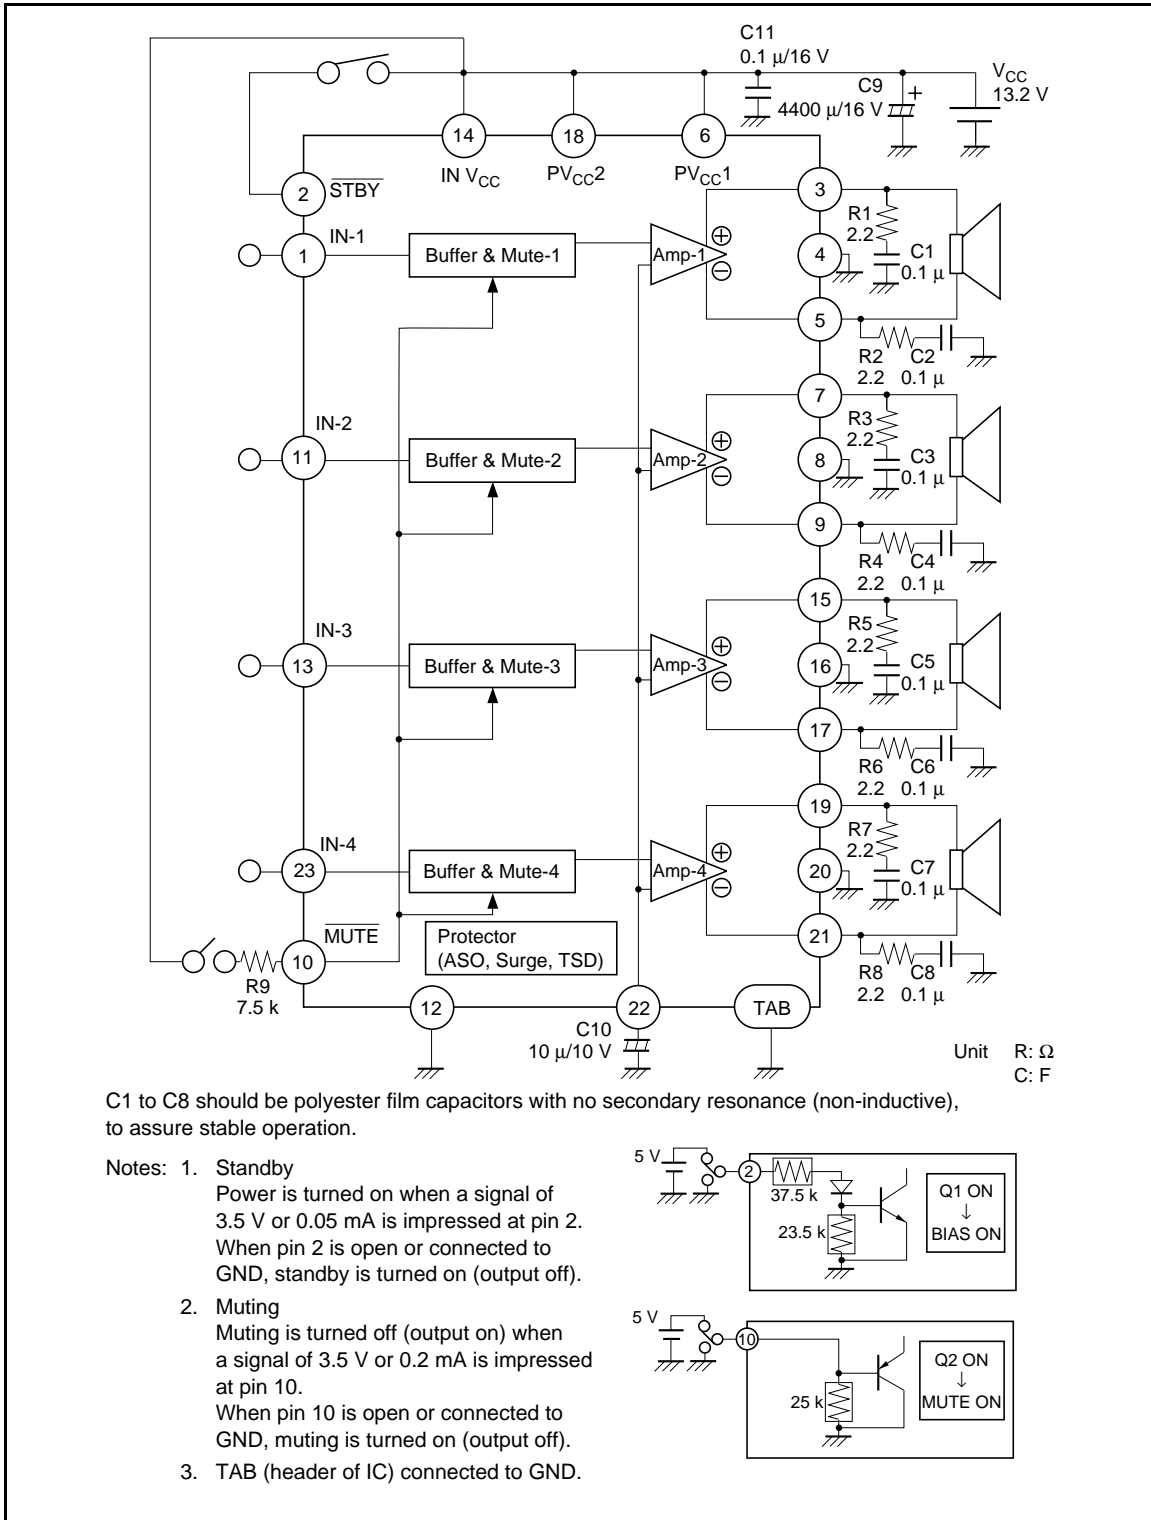 C11
0.1 μ/16 V
C9
4400 μ/16 V
+
VCC
13.2 V
14
18
6
IN VCC
PVCC2
PVCC1
2
STBY
3
1
IN-1
Buffer & Mute-1
Amp-1
+
−
4
R1
2.2
C1
0.1 μ
5
R2
C2
2.2
0.1 μ
7
11
IN-2
Buffer & Mute-2
Amp-2
+
−
8
R3
2.2
C3
0.1 μ
9
R4
C4
2.2
0.1 μ
15
13
IN-3
Buffer & Mute-3
Amp-3
+
−
16
R5
2.2
C5
0.1 μ
17
R6
C6
2.2
0.1 μ
19
23
IN-4
Buffer & Mute-4
Amp-4
+
−
20
R7
2.2
C7
0.1 μ
21
R8
C8
2.2
0.1 μ
MUTE
10
R9
7.5 k
Protector
(ASO, Surge, TSD)
12
22
TAB
C10
10 μ/10 V
Unit R: Ω
C: F
C1 to C8 should be polyester film capacitors with no secondary resonance (non-inductive),
to assure stable operation.
Notes: 1. Standby
Power is turned on when a signal of
3.5 V or 0.05 mA is impressed at pin 2.
When pin 2 is open or connected to
GND, standby is turned on (output off).
2. Muting
Muting is turned off (output on) when
a signal of 3.5 V or 0.2 mA is impressed
at pin 10.
When pin 10 is open or connected to
GND, muting is turned on (output off).
3. TAB (header of IC) connected to GND.
5 V
2
37.5 k
23.5 k
Q1 ON
↓
BIAS ON
5 V
10
25 k
Q2 ON
↓
MUTE ON